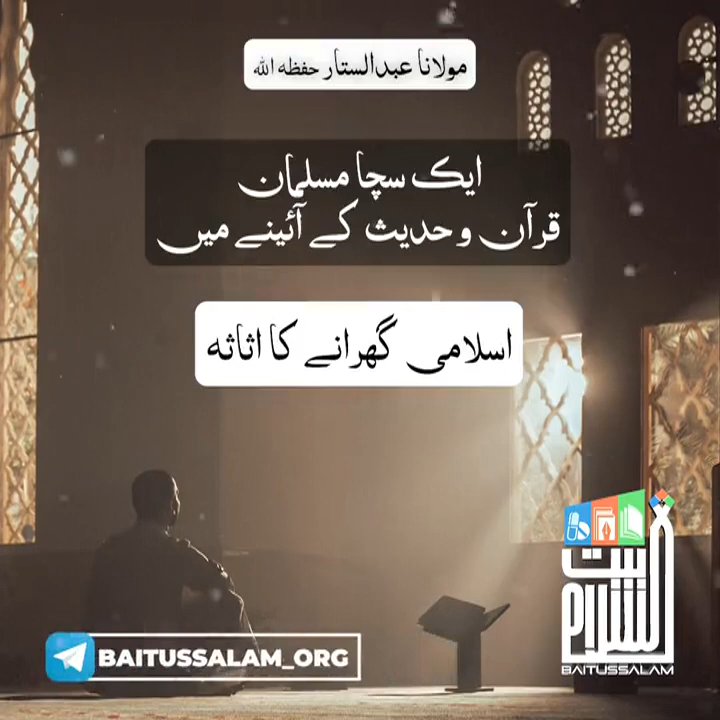 مولانا عبدالستار حفظہ اللہ
ایک سچا مسلمان
قرآن و حدیث کے آئینے میں
اسلامی گھرانے کا اثاثہ
بیت السلام
BAITUSSALAM
BAITUSSALAM_ORG